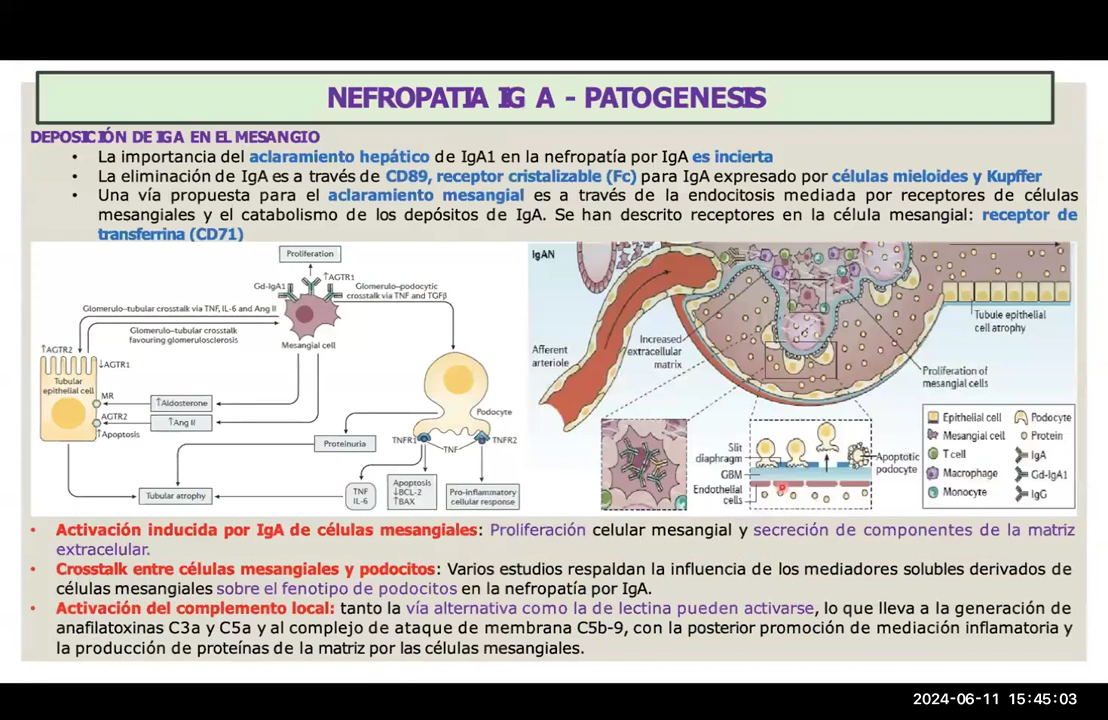 NEFROPATIA IG A - PATOGENESIS
DEPOSICIÓN DE IGA EN EL MESANGIO
• La importancia del aclaramiento hepático de IgA1 en la nefropatía por IgA es incierta
• La eliminación de IgA es a través de CD89, receptor cristalizable (Fc) para IgA expresado por células mieloides y Kupffer
• Una vía propuesta para el aclaramiento mesangial es a través de la endocitosis mediada por receptores de células
mesangiales y el catabolismo de los depósitos de IgA. Se han descrito receptores en la célula mesangial: receptor de
transferrina (CD71)
Proliferation
↑AGTR1
Gd-IgA1
Glomerulo-podocytic
crosstalk via TNF and TGFβ
Glomerulo-tubular crosstalk via TNF, IL-6 and Ang II
Glomerulo-tubular crosstalk
favouring glomerulosclerosis
Mesangial cell
↑AGTR2
↓AGTR1
Tubular
epithelial cell
MR
AGTR2
↑Apoptosis
↑Aldosterone
↑Ang II
Podocyte
TNFR1
TNF
TNFR2
Proteinuria
Tubular atrophy
TNF
IL-6
Apoptosis
↓BCL-2
↑BAX
Pro-inflammatory
cellular response
IgAN
Afferent
arteriole
Increased
extracellular
matrix
Tubule epithelial
cell atrophy
Proliferation of
mesangial cells
Slit
diaphragm
GBM
Endothelial
cells
Apoptotic
podocyte
Epithelial cell
Podocyte
Mesangial cell
Protein
T cell
IgA
Macrophage
Gd-IgA1
Monocyte
IgG
• Activación inducida por IgA de células mesangiales: Proliferación celular mesangial y secreción de componentes de la matriz
extracelular.
• Crosstalk entre células mesangiales y podocitos: Varios estudios respaldan la influencia de los mediadores solubles derivados de
células mesangiales sobre el fenotipo de podocitos en la nefropatía por IgA.
• Activación del complemento local: tanto la vía alternativa como la de lectina pueden activarse, lo que lleva a la generación de
anafilatoxinas C3a y C5a y al complejo de ataque de membrana C5b-9, con la posterior promoción de mediación inflamatoria y
la producción de proteínas de la matriz por las células mesangiales.
2024-06-11 15:45:03